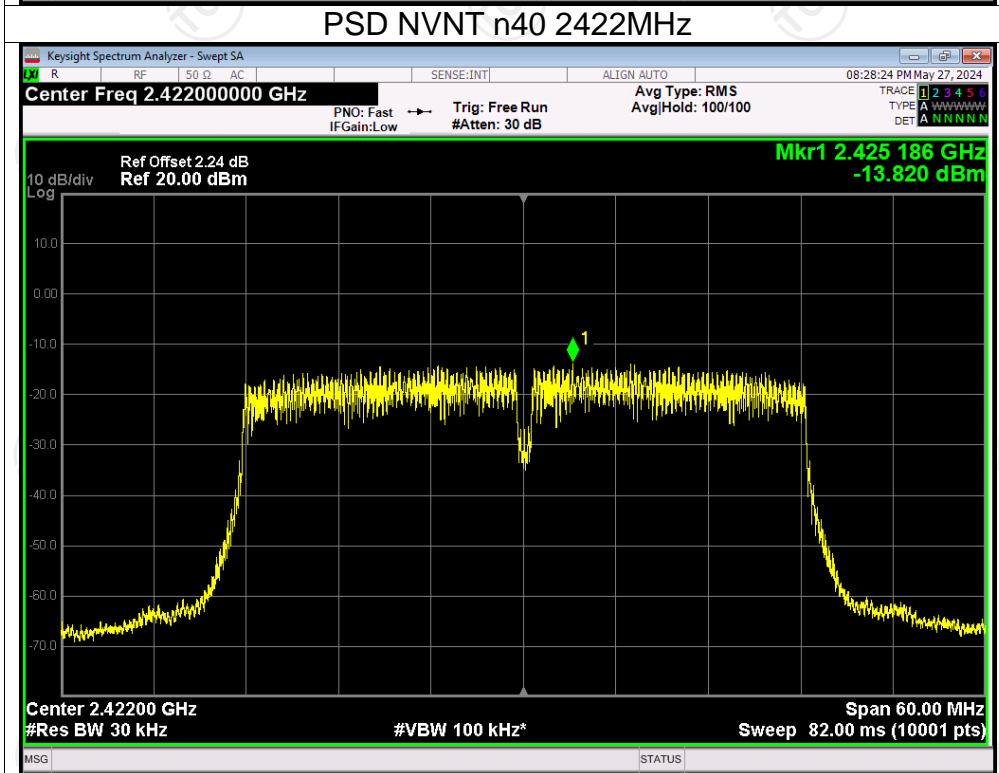 PSD NVNT n40 2422MHz
Keysight Spectrum Analyzer - Swept SA
LXI R RF 50 Ω AC SENSE:INT ALIGN AUTO 08:28:24 PM May 27, 2024
Center Freq 2.422000000 GHz
PNO: Fast
IFGain:Low
Trig: Free Run
#Atten: 30 dB
Avg Type: RMS
Avg|Hold: 100/100
TRACE 1 2 3 4 5 6
TYPE A WWWWW
DET A N N N N N
Mkr1 2.425 186 GHz
-13.820 dBm
Ref Offset 2.24 dB
10 dB/div Ref 20.00 dBm
Log
10.0
0.00
-10.0
-20.0
-30.0
-40.0
-50.0
-60.0
-70.0
1
Center 2.42200 GHz Span 60.00 MHz
#Res BW 30 kHz #VBW 100 kHz* Sweep 82.00 ms (10001 pts)
MSG STATUS